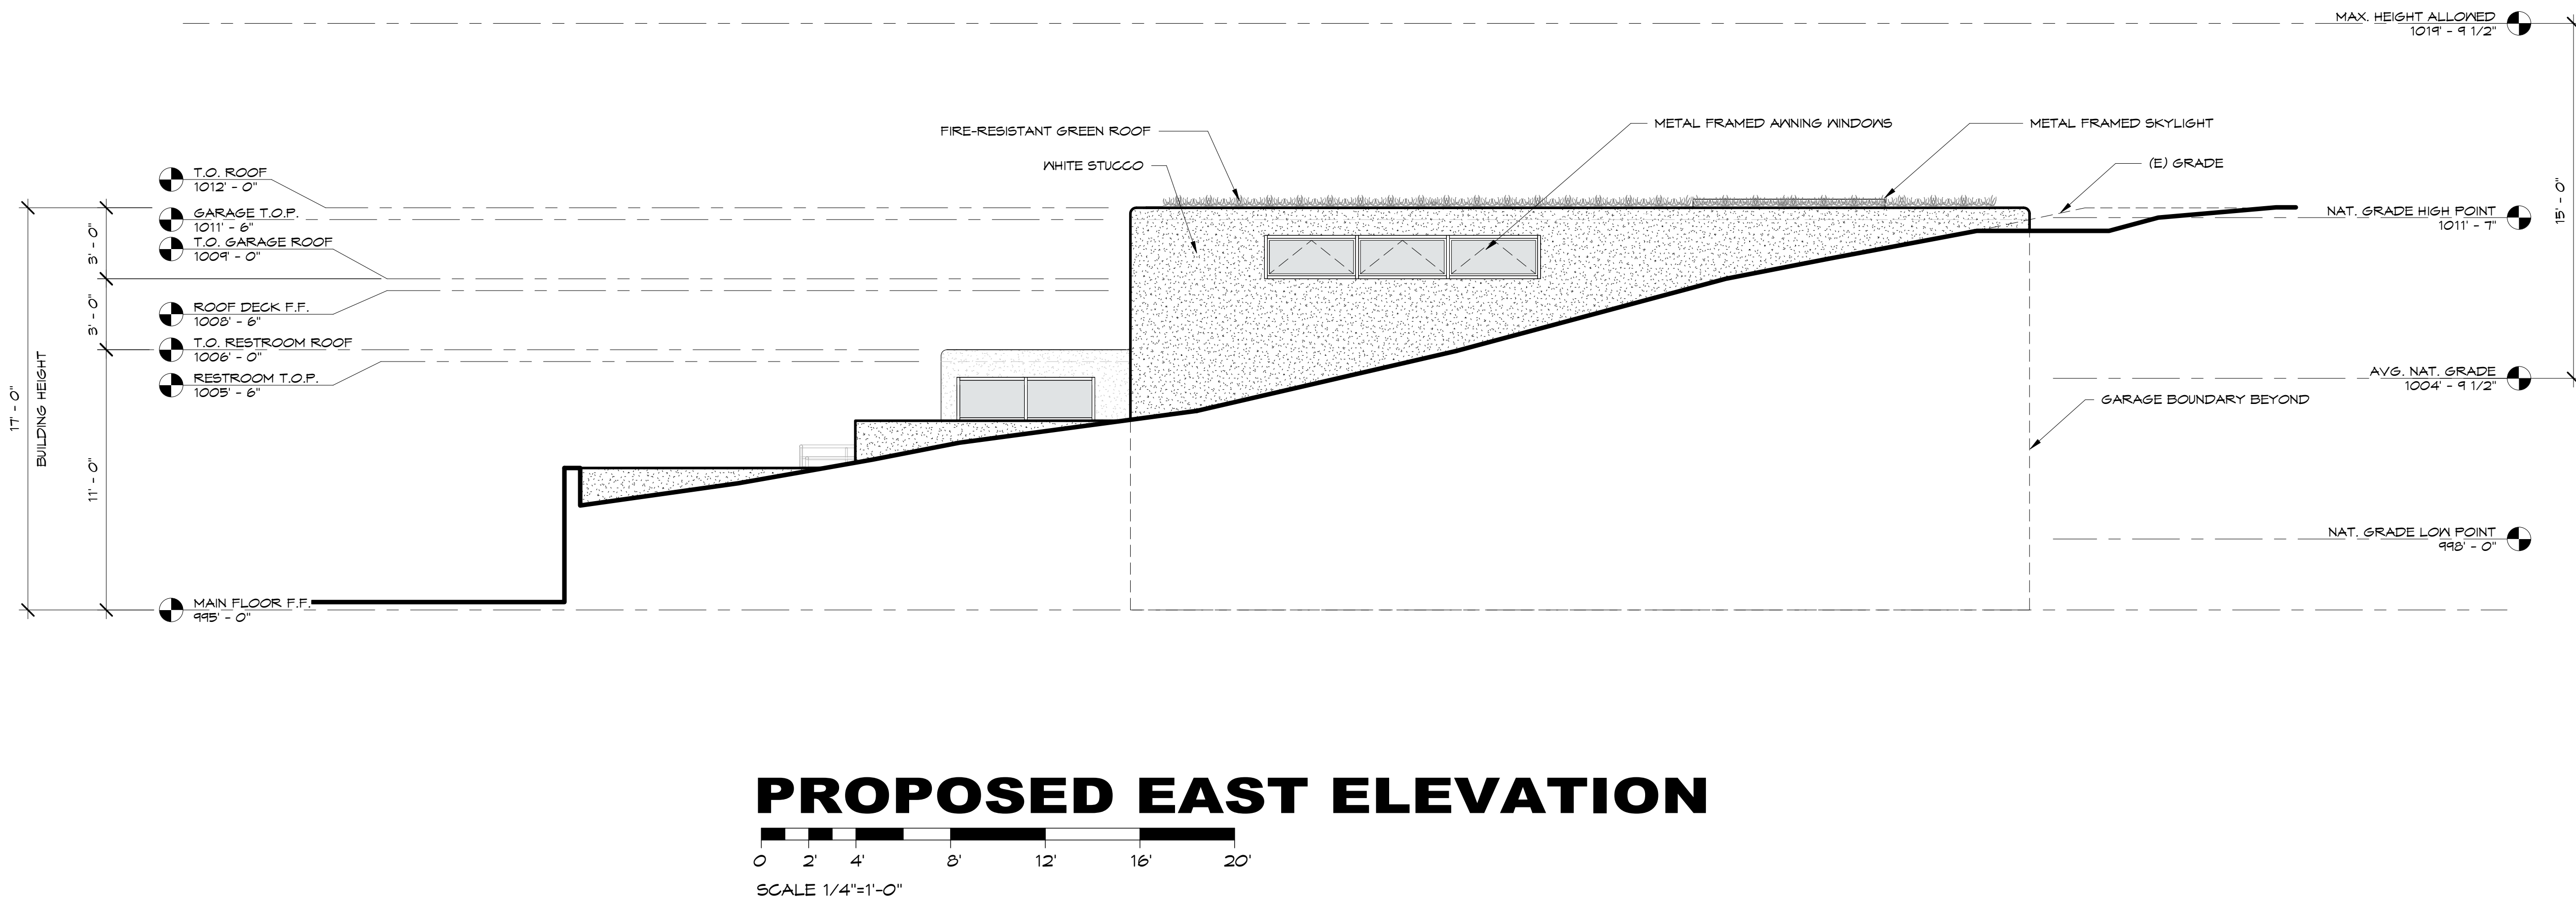 MAX. HEIGHT ALLOWED
1019' - 9 1/2"
FIRE-RESISTANT GREEN ROOF
METAL FRAMED AWNING WINDOWS
METAL FRAMED SKYLIGHT
WHITE STUCCO
(E) GRADE
T.O. ROOF
1012' - 0"
GARAGE T.O.P.
1011' - 6"
T.O. GARAGE ROOF
1009' - 0"
ROOF DECK F.F.
1008' - 6"
T.O. RESTROOM ROOF
1006' - 0"
RESTROOM T.O.P.
1005' - 6"
MAIN FLOOR F.F.
995' - 0"
3' - 0"
3' - 0"
11' - 0"
17' - 0"
BUILDING HEIGHT
15' - 0"
NAT. GRADE HIGH POINT
1011' - 7"
AVG. NAT. GRADE
1004' - 9 1/2"
GARAGE BOUNDARY BEYOND
NAT. GRADE LOW POINT
998' - 0"
PROPOSED EAST ELEVATION
0 2' 4' 8' 12' 16' 20'
SCALE 1/4"=1'-0"